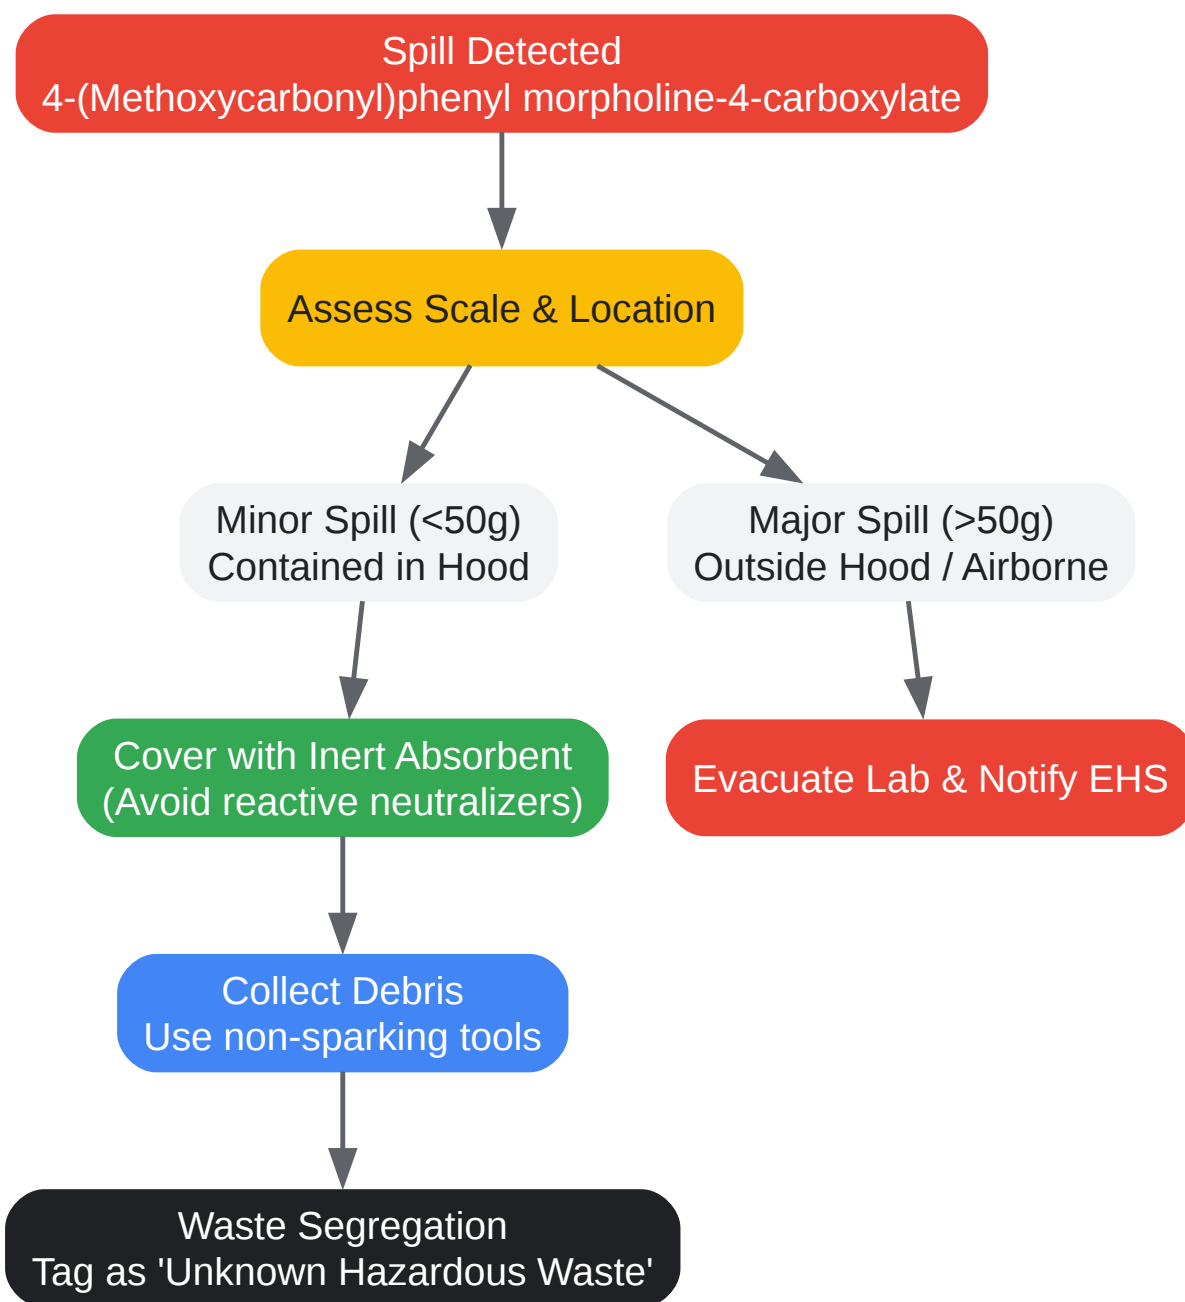 Spill Detected
4-(Methoxycarbonyl)phenyl morpholine-4-carboxylate
Assess Scale & Location
Minor Spill (<50g)
Contained in Hood
Major Spill (>50g)
Outside Hood / Airborne
Cover with Inert Absorbent
(Avoid reactive neutralizers)
Evacuate Lab & Notify EHS
Collect Debris
Use non-sparking tools
Waste Segregation
Tag as 'Unknown Hazardous Waste'